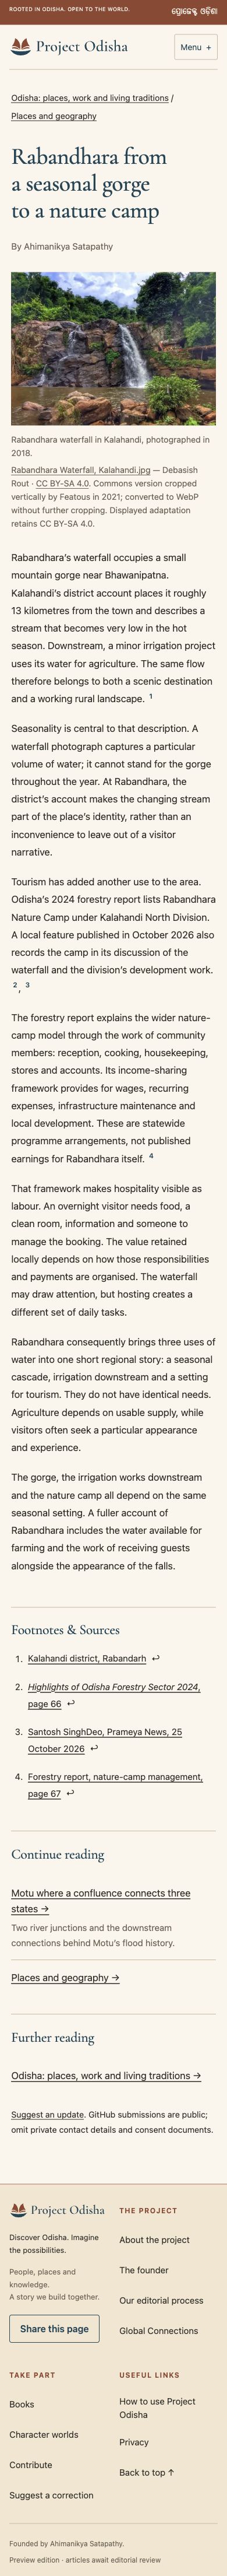 ROOTED IN ODISHA. OPEN TO THE WORLD.
ପ୍ରୋଜେକ୍ଟ ଓଡ଼ିଶା
Project Odisha
Menu +
Odisha: places, work and living traditions /
Places and geography
Rabandhara from
a seasonal gorge
to a nature camp
By Ahimanikya Satapathy
Rabandhara waterfall in Kalahandi, photographed in
2018.
Rabandhara Waterfall, Kalahandi.jpg — Debasish
Rout · CC BY-SA 4.0. Commons version cropped
vertically by Featous in 2021; converted to WebP
without further cropping. Displayed adaptation
retains CC BY-SA 4.0.
Rabandhara's waterfall occupies a small
mountain gorge near Bhawanipatna.
Kalahandi's district account places it roughly
13 kilometres from the town and describes a
stream that becomes very low in the hot
season. Downstream, a minor irrigation project
uses its water for agriculture. The same flow
therefore belongs to both a scenic destination
and a working rural landscape. 1
Seasonality is central to that description. A
waterfall photograph captures a particular
volume of water; it cannot stand for the gorge
throughout the year. At Rabandhara, the
district's account makes the changing stream
part of the place's identity, rather than an
inconvenience to leave out of a visitor
narrative.
Tourism has added another use to the area.
Odisha's 2024 forestry report lists Rabandhara
Nature Camp under Kalahandi North Division.
A local feature published in October 2026 also
records the camp in its discussion of the
waterfall and the division's development work.
2, 3
The forestry report explains the wider nature-
camp model through the work of community
members: reception, cooking, housekeeping,
stores and accounts. Its income-sharing
framework provides for wages, recurring
expenses, infrastructure maintenance and
local development. These are statewide
programme arrangements, not published
earnings for Rabandhara itself. 4
That framework makes hospitality visible as
labour. An overnight visitor needs food, a
clean room, information and someone to
manage the booking. The value retained
locally depends on how those responsibilities
and payments are organised. The waterfall
may draw attention, but hosting creates a
different set of daily tasks.
Rabandhara consequently brings three uses of
water into one short regional story: a seasonal
cascade, irrigation downstream and a setting
for tourism. They do not have identical needs.
Agriculture depends on usable supply, while
visitors often seek a particular appearance
and experience.
The gorge, the irrigation works downstream
and the nature camp all depend on the same
seasonal setting. A fuller account of
Rabandhara includes the water available for
farming and the work of receiving guests
alongside the appearance of the falls.
Footnotes & Sources
1. Kalahandi district, Rabandarh ↩
2. Highlights of Odisha Forestry Sector 2024,
page 66 ↩
3. Santosh SinghDeo, Prameya News, 25
October 2026 ↩
4. Forestry report, nature-camp management,
page 67 ↩
Continue reading
Motu where a confluence connects three
states →
Two river junctions and the downstream
connections behind Motu's flood history.
Places and geography →
Further reading
Odisha: places, work and living traditions →
Suggest an update. GitHub submissions are public;
omit private contact details and consent documents.
Project Odisha
Discover Odisha. Imagine
the possibilities.
People, places and
knowledge.
A story we build together.
Share this page
THE PROJECT
About the project
The founder
Our editorial process
Global Connections
TAKE PART
Books
Character worlds
Contribute
Suggest a correction
USEFUL LINKS
How to use Project
Odisha
Privacy
Back to top ↑
Founded by Ahimanikya Satapathy.
Preview edition · articles await editorial review